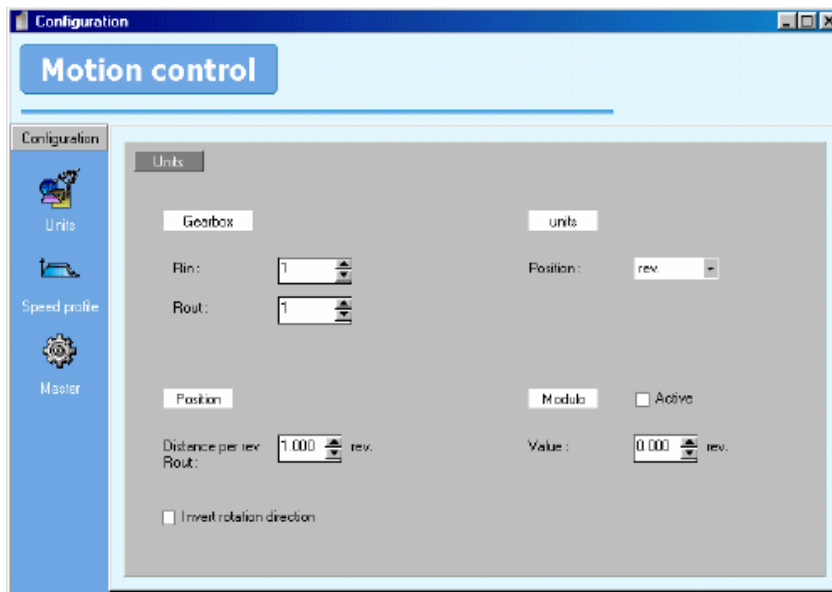 Configuration
Motion control
Configuration
Units
Speed profile
Master
Units
Gearbox
Rin :
1
Rout :
1
units
Position :
rev.
Position
Distance per rev
Rout :
1.000
rev.
Invert rotation direction
Modulo
Active
Value :
0.000
rev.